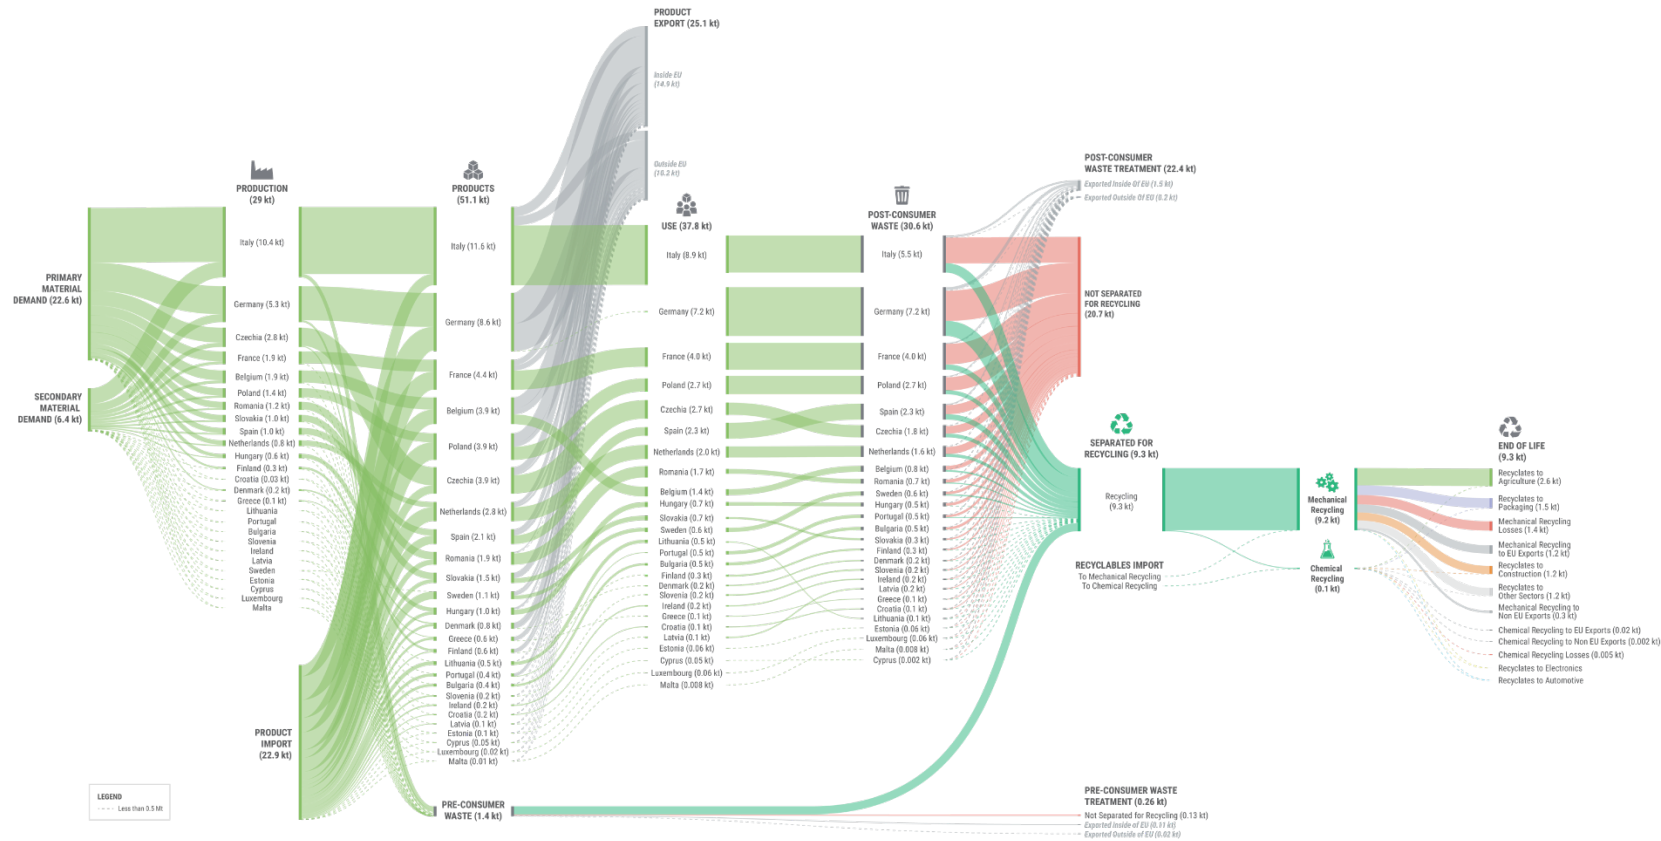 PRODUCT
EXPORT (25.1 kt)
Inside EU
(14.9 kt)
Outside EU
(10.2 kt)
PRIMARY
MATERIAL
DEMAND (22.6 kt)
SECONDARY
MATERIAL
DEMAND (6.4 kt)
PRODUCTION
(29 kt)
Italy (10.4 kt)
Germany (5.3 kt)
Czechia (2.8 kt)
France (1.9 kt)
Belgium (1.9 kt)
Poland (1.4 kt)
Romania (1.2 kt)
Slovakia (1.0 kt)
Spain (1.0 kt)
Netherlands (0.8 kt)
Hungary (0.6 kt)
Finland (0.3 kt)
Croatia (0.03 kt)
Denmark (0.2 kt)
Greece (0.1 kt)
Lithuania
Portugal
Bulgaria
Slovenia
Ireland
Latvia
Sweden
Estonia
Cyprus
Luxembourg
Malta
PRODUCT
IMPORT
(22.9 kt)
LEGEND
Less than 0.5 Mt
PRODUCTS
(51.1 kt)
Italy (11.6 kt)
Germany (8.6 kt)
France (4.4 kt)
Belgium (3.9 kt)
Poland (3.9 kt)
Czechia (3.9 kt)
Netherlands (2.8 kt)
Spain (2.1 kt)
Romania (1.9 kt)
Slovakia (1.5 kt)
Sweden (1.1 kt)
Hungary (1.0 kt)
Denmark (0.8 kt)
Greece (0.6 kt)
Finland (0.6 kt)
Lithuania (0.5 kt)
Portugal (0.4 kt)
Bulgaria (0.4 kt)
Slovenia (0.2 kt)
Ireland (0.2 kt)
Croatia (0.2 kt)
Latvia (0.1 kt)
Estonia (0.1 kt)
Cyprus (0.05 kt)
Luxembourg (0.02 kt)
Malta (0.01 kt)
PRE-CONSUMER
WASTE (1.4 kt)
USE (37.8 kt)
Italy (8.9 kt)
Germany (7.2 kt)
France (4.0 kt)
Poland (2.7 kt)
Czechia (2.7 kt)
Spain (2.3 kt)
Netherlands (2.0 kt)
Romania (1.7 kt)
Belgium (1.4 kt)
Hungary (0.7 kt)
Slovakia (0.7 kt)
Sweden (0.6 kt)
Lithuania (0.5 kt)
Portugal (0.5 kt)
Bulgaria (0.5 kt)
Finland (0.3 kt)
Denmark (0.2 kt)
Slovenia (0.2 kt)
Ireland (0.2 kt)
Greece (0.1 kt)
Croatia (0.1 kt)
Latvia (0.1 kt)
Estonia (0.06 kt)
Cyprus (0.05 kt)
Luxembourg (0.06 kt)
Malta (0.008 kt)
POST-CONSUMER
WASTE (30.6 kt)
Italy (5.5 kt)
Germany (7.2 kt)
France (4.0 kt)
Poland (2.7 kt)
Spain (2.3 kt)
Czechia (1.8 kt)
Netherlands (1.6 kt)
Belgium (0.8 kt)
Romania (0.7 kt)
Sweden (0.6 kt)
Hungary (0.5 kt)
Portugal (0.5 kt)
Bulgaria (0.5 kt)
Slovakia (0.3 kt)
Finland (0.3 kt)
Denmark (0.2 kt)
Slovenia (0.2 kt)
Ireland (0.2 kt)
Latvia (0.2 kt)
Greece (0.1 kt)
Croatia (0.1 kt)
Lithuania (0.1 kt)
Estonia (0.06 kt)
Luxembourg (0.06 kt)
Malta (0.008 kt)
Cyprus (0.002 kt)
POST-CONSUMER
WASTE TREATMENT (22.4 kt)
Exported Inside Of EU (1.5 kt)
Exported Outside Of EU (0.2 kt)
NOT SEPARATED
FOR RECYCLING
(20.7 kt)
SEPARATED FOR
RECYCLING (9.3 kt)
Recycling
(9.3 kt)
RECYCLABLES IMPORT
To Mechanical Recycling
To Chemical Recycling
PRE-CONSUMER WASTE
TREATMENT (0.26 kt)
Not Separated for Recycling (0.13 kt)
Exported Inside of EU (0.11 kt)
Exported Outside of EU (0.02 kt)
Mechanical
Recycling
(9.2 kt)
Chemical
Recycling
(0.1 kt)
END OF LIFE
(9.3 kt)
Recyclates to
Agriculture (2.6 kt)
Recyclates to
Packaging (1.5 kt)
Mechanical Recycling
Losses (1.4 kt)
Mechanical Recycling
to EU Exports (1.2 kt)
Recyclates to
Construction (1.2 kt)
Recyclates to
Other Sectors (1.2 kt)
Mechanical Recycling to
Non EU Exports (0.3 kt)
Chemical Recycling to EU Exports (0.02 kt)
Chemical Recycling to Non EU Exports (0.002 kt)
Chemical Recycling Losses (0.005 kt)
Recyclates to Electronics
Recyclates to Automotive